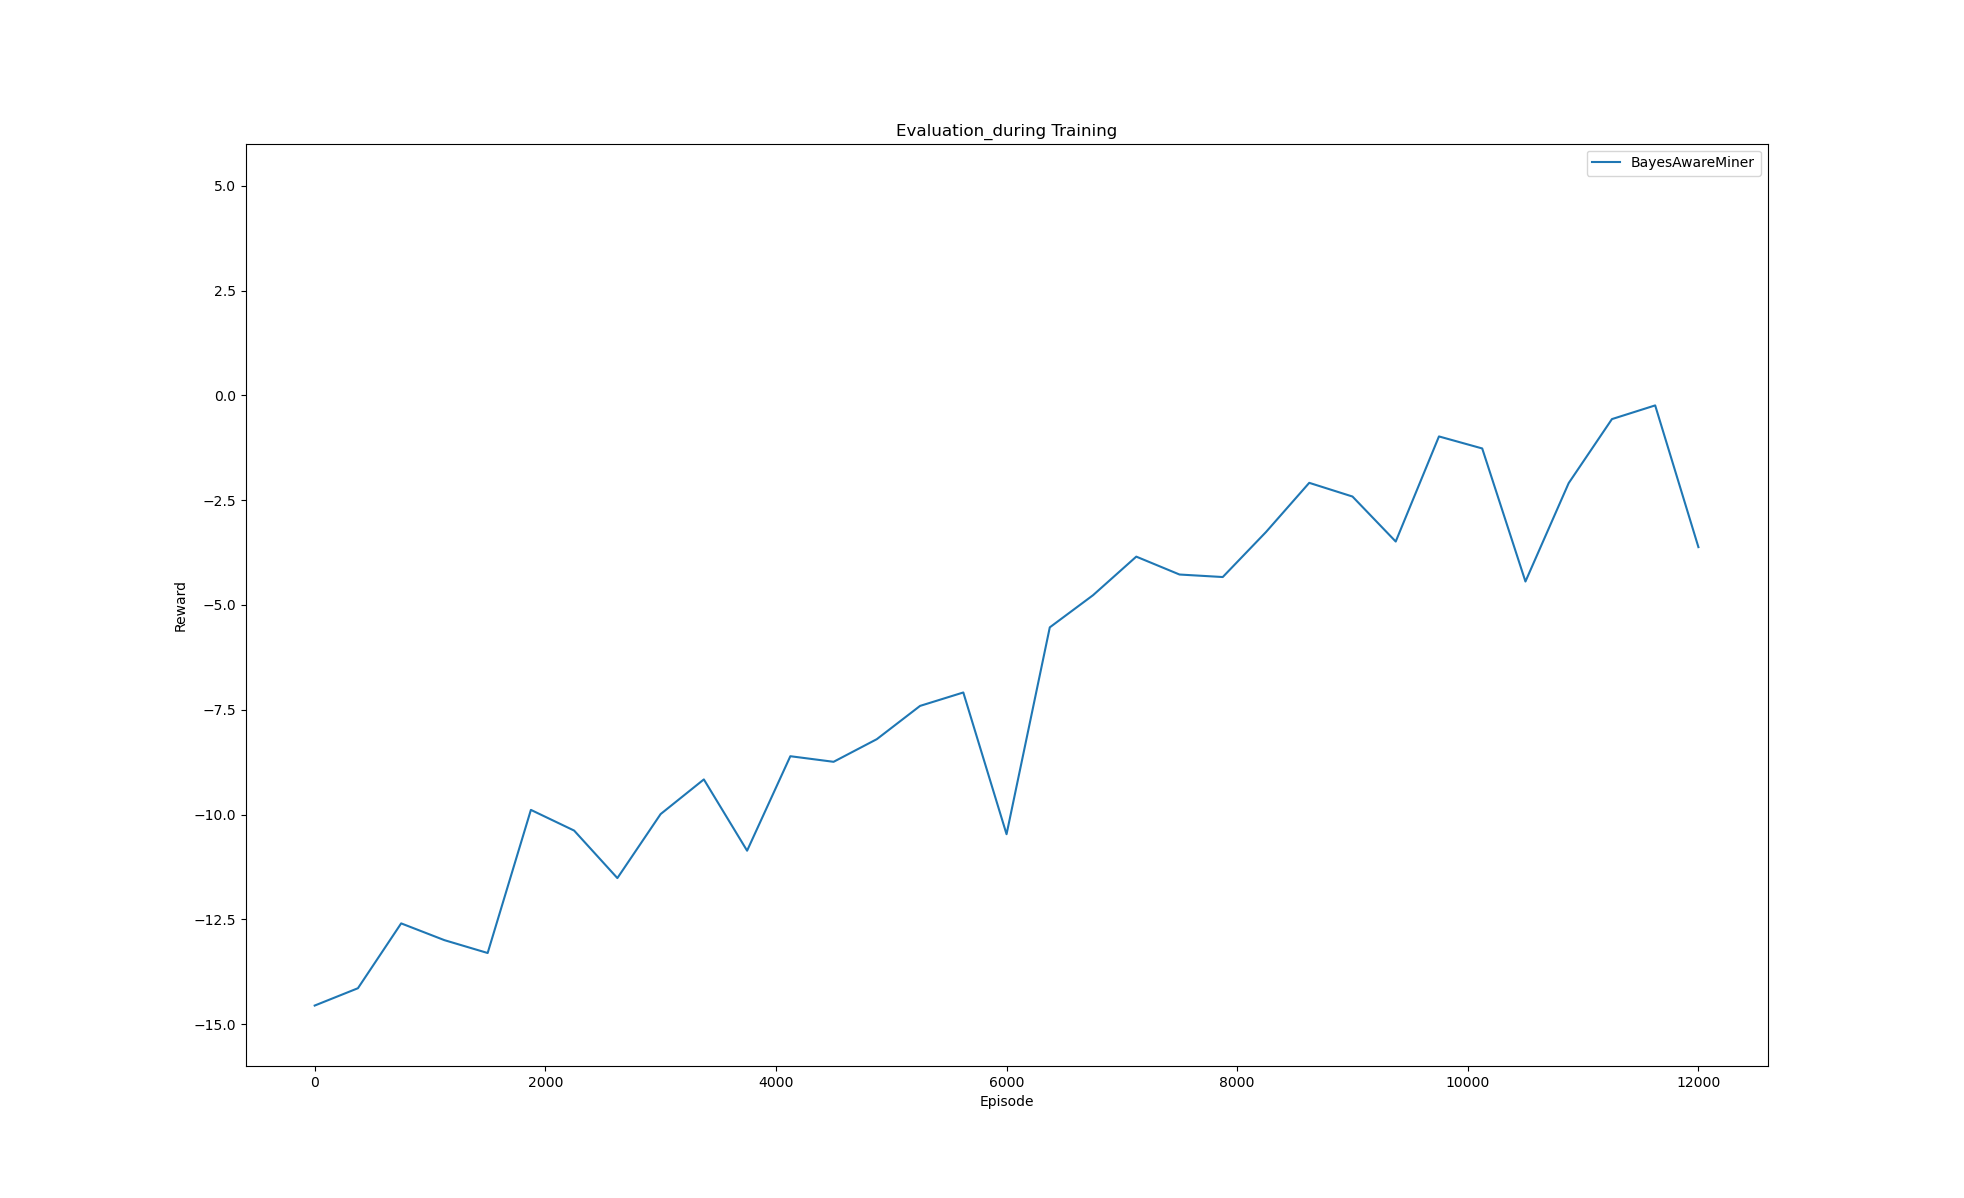 Evaluation_during Training
BayesAwareMiner
5.0
2.5
0.0
−2.5
−5.0
−7.5
−10.0
−12.5
−15.0
Reward
0 2000 4000 6000 8000 10000 12000
Episode